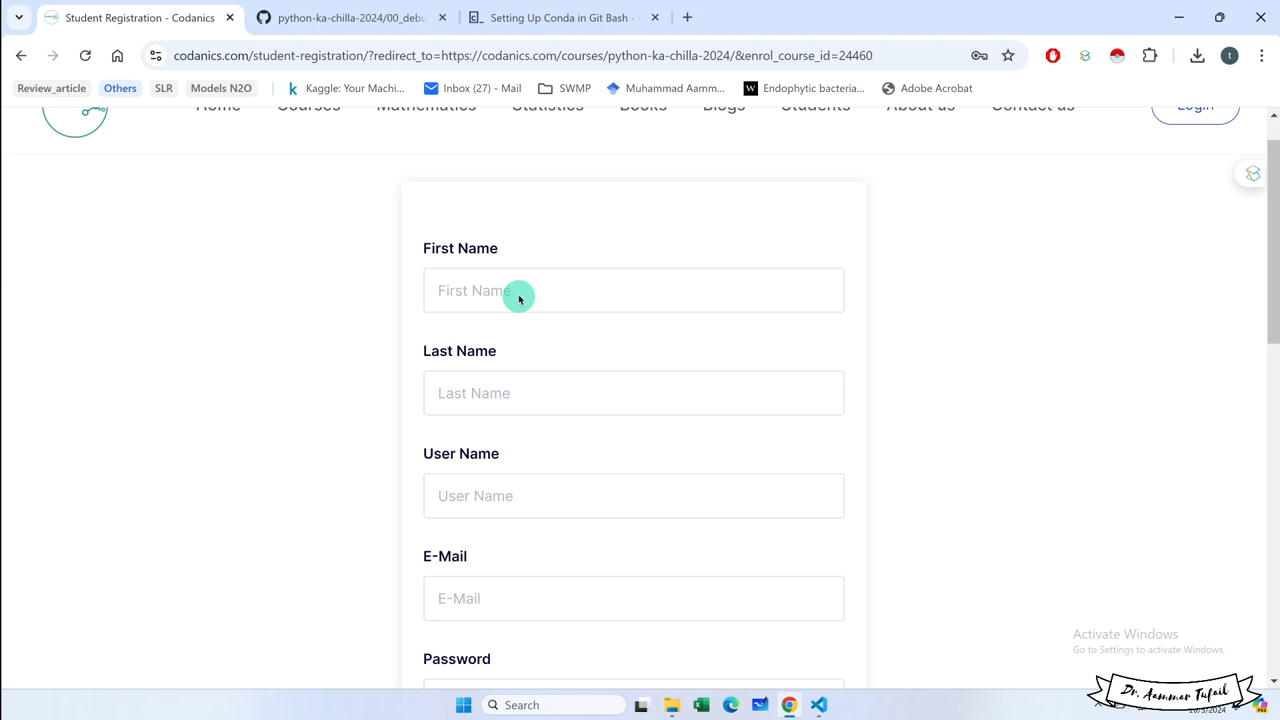 Student Registration - Codanics
python-ka-chilla-2024/00_debu
Setting Up Conda in Git Bash -
codanics.com/student-registration/?redirect_to=https://codanics.com/courses/python-ka-chilla-2024/&enrol_course_id=24460
t
Review_article
Others
SLR
Models N2O
Kaggle: Your Machi...
Inbox (27) - Mail
SWMP
Muhammad Aamm...
W
Endophytic bacteria...
Adobe Acrobat
Home
Courses
Mathematics
Statistics
Books
Blogs
Students
About us
Contact us
Login
First Name
First Name
Last Name
Last Name
User Name
User Name
E-Mail
E-Mail
Password
Activate Windows
Go to Settings to activate Windows.
Search
Dr. Aammar Tufail
10/3/2024